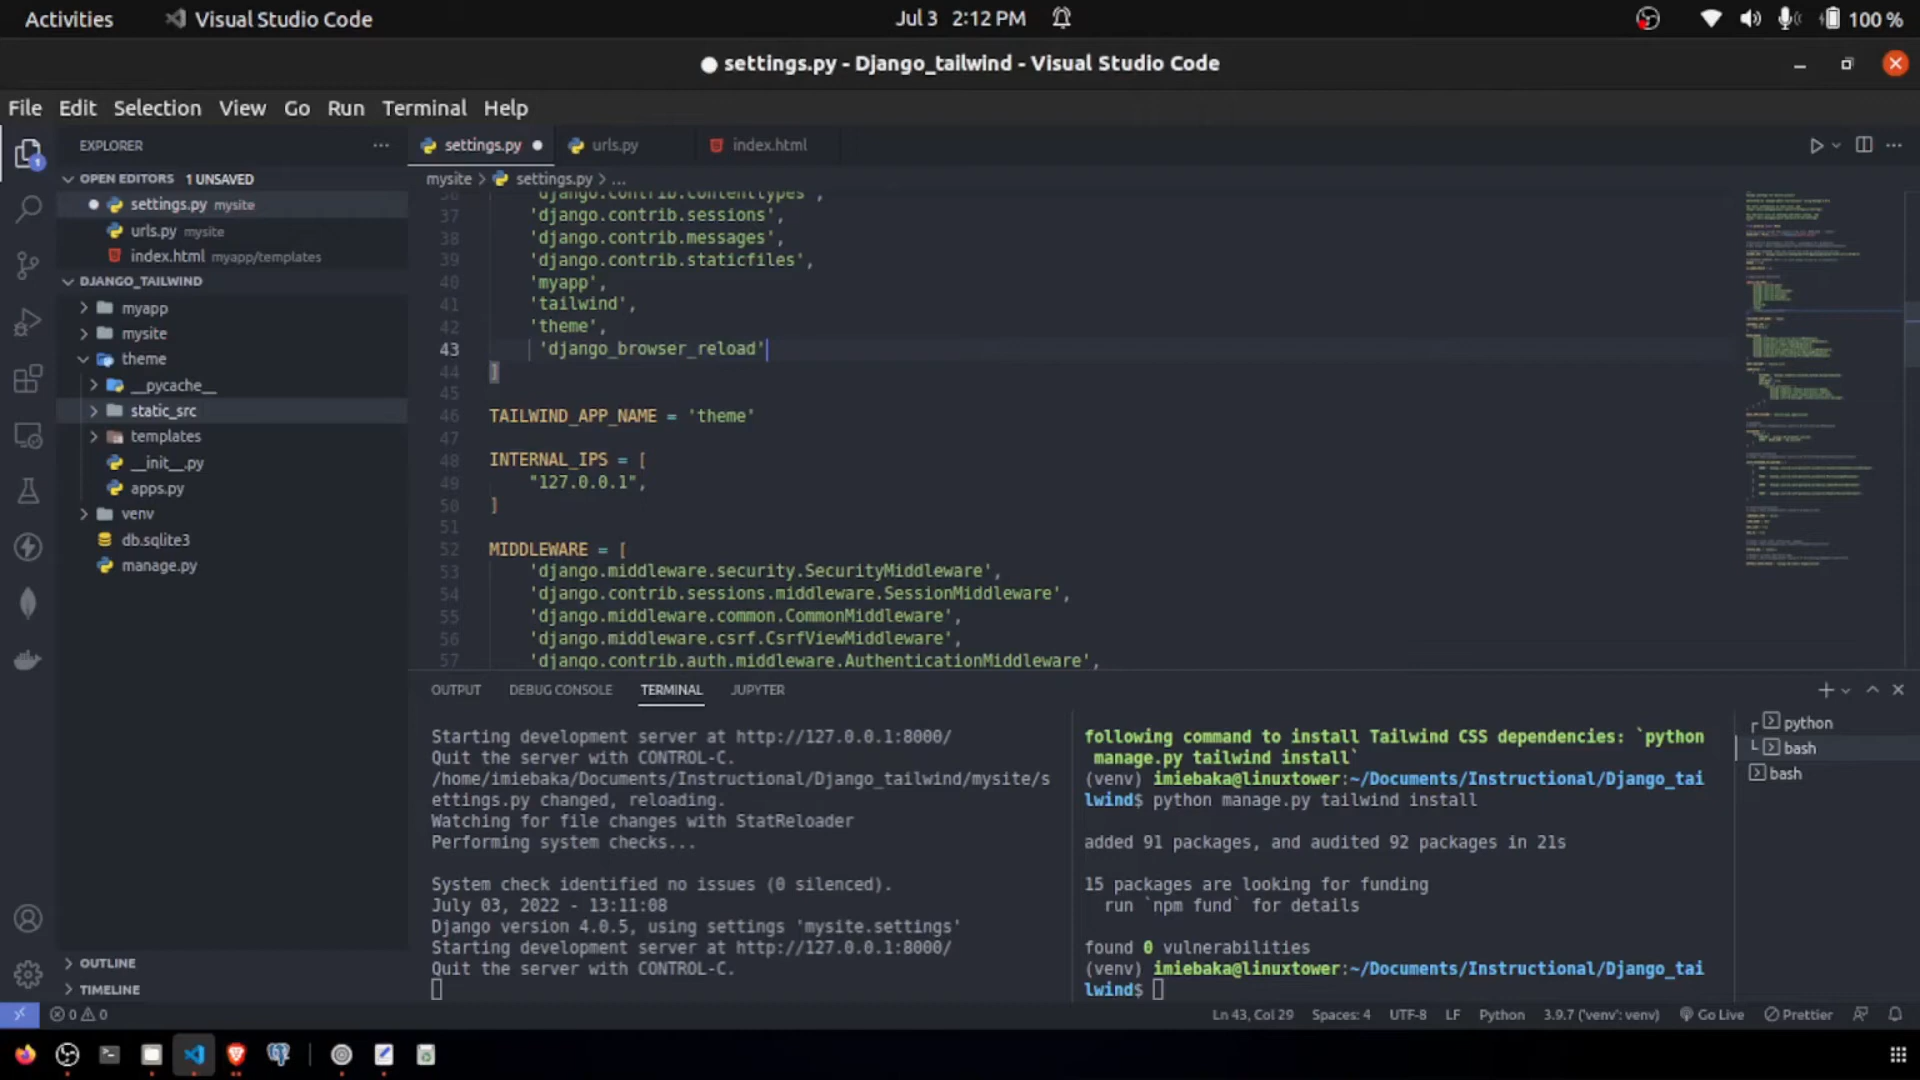 Activities Visual Studio Code Jul 3 2:12 PM 100 %
settings.py - Django_tailwind - Visual Studio Code
File Edit Selection View Go Run Terminal Help
EXPLORER
OPEN EDITORS 1 UNSAVED
settings.py mysite
urls.py mysite
index.html myapp/templates
DJANGO_TAILWIND
myapp
mysite
theme
__pycache__
static_src
templates
__init__.py
apps.py
venv
db.sqlite3
manage.py
OUTLINE
TIMELINE
settings.py urls.py index.html
mysite > settings.py > ...
36 'django.contrib.contenttypes',
37 'django.contrib.sessions',
38 'django.contrib.messages',
39 'django.contrib.staticfiles',
40 'myapp',
41 'tailwind',
42 'theme',
43 'django_browser_reload'
44 ]
45
46 TAILWIND_APP_NAME = 'theme'
47
48 INTERNAL_IPS = [
49 "127.0.0.1",
50 ]
51
52 MIDDLEWARE = [
53 'django.middleware.security.SecurityMiddleware',
54 'django.contrib.sessions.middleware.SessionMiddleware',
55 'django.middleware.common.CommonMiddleware',
56 'django.middleware.csrf.CsrfViewMiddleware',
57 'django.contrib.auth.middleware.AuthenticationMiddleware',
OUTPUT DEBUG CONSOLE TERMINAL JUPYTER
Starting development server at http://127.0.0.1:8000/
Quit the server with CONTROL-C.
/home/imiebaka/Documents/Instructional/Django_tailwind/mysite/s
ettings.py changed, reloading.
Watching for file changes with StatReloader
Performing system checks...
System check identified no issues (0 silenced).
July 03, 2022 - 13:11:08
Django version 4.0.5, using settings 'mysite.settings'
Starting development server at http://127.0.0.1:8000/
Quit the server with CONTROL-C.
following command to install Tailwind CSS dependencies: `python
manage.py tailwind install`
(venv) imiebaka@linuxtower:~/Documents/Instructional/Django_tai
lwind$ python manage.py tailwind install
added 91 packages, and audited 92 packages in 21s
15 packages are looking for funding
run `npm fund` for details
found 0 vulnerabilities
(venv) imiebaka@linuxtower:~/Documents/Instructional/Django_tai
lwind$
python
bash
bash
0 0 Ln 43, Col 29 Spaces: 4 UTF-8 LF Python 3.9.7 ('venv': venv) Go Live Prettier